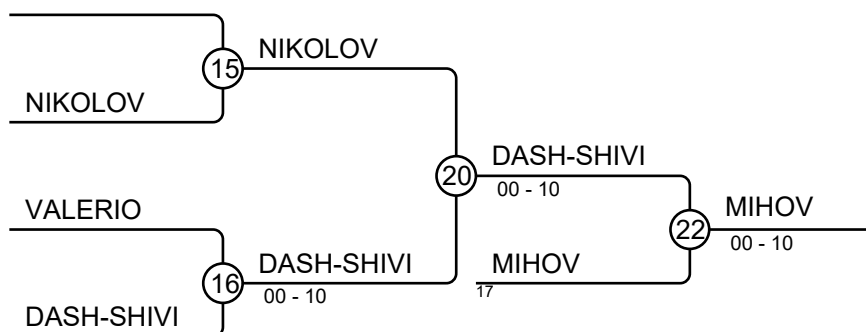 NIKOLOV
15
NIKOLOV
DASH-SHIVI
20
00 - 10
VALERIO
MIHOV
22
00 - 10
DASH-SHIVI
MIHOV
16
00 - 10
17
DASH-SHIVI